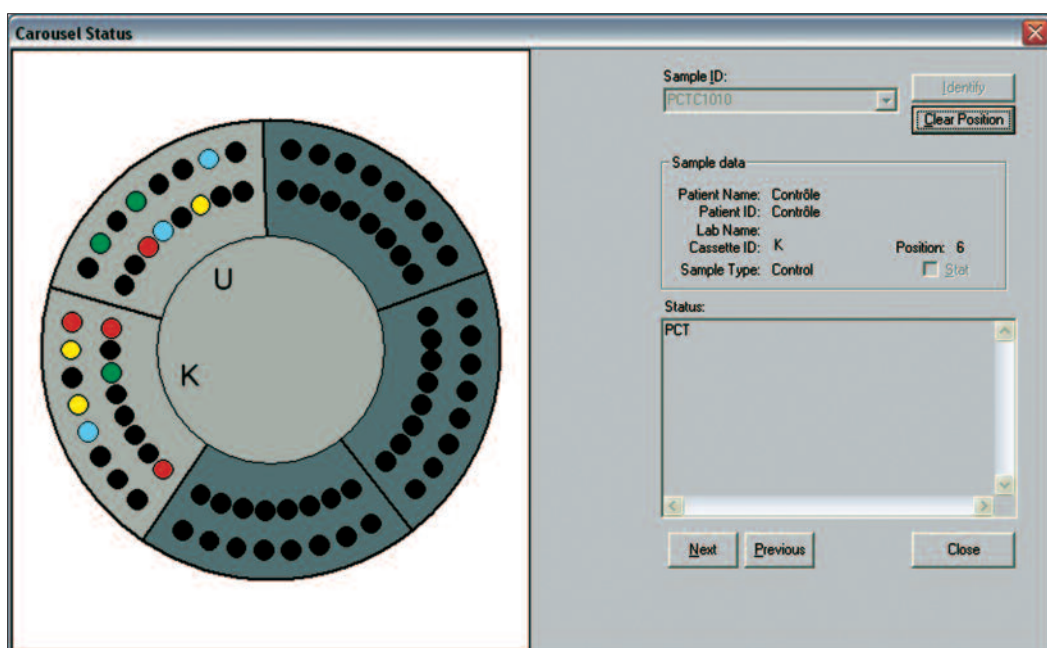 Carousel Status
Sample ID:
PCTC1010
Identify
Clear Position
Sample data
Patient Name: Contrôle
Patient ID: Contrôle
Lab Name:
Cassette ID: K Position: 6
Sample Type: Control Stat
Status:
PCT
Next Previous Close
U
K